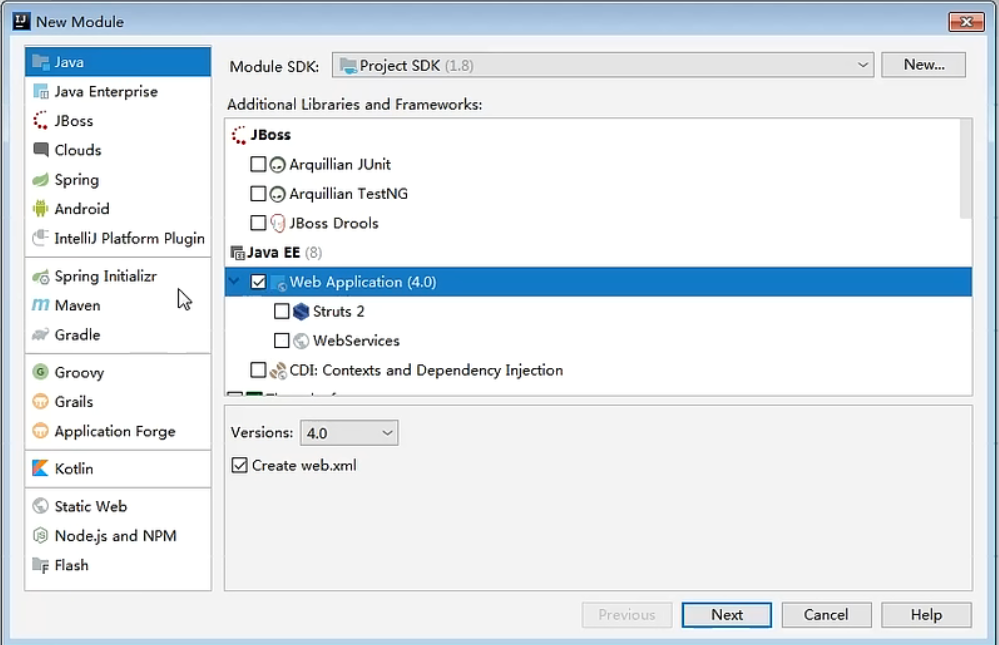 New Module
Java
Java Enterprise
JBoss
Clouds
Spring
Android
IntelliJ Platform Plugin
Spring Initializr
Maven
Gradle
Groovy
Grails
Application Forge
Kotlin
Static Web
Node.js and NPM
Flash
Module SDK: Project SDK (1.8) New...
Additional Libraries and Frameworks:
JBoss
Arquillian JUnit
Arquillian TestNG
JBoss Drools
Java EE (8)
Web Application (4.0)
Struts 2
WebServices
CDI: Contexts and Dependency Injection
Versions: 4.0
Create web.xml
Previous Next Cancel Help